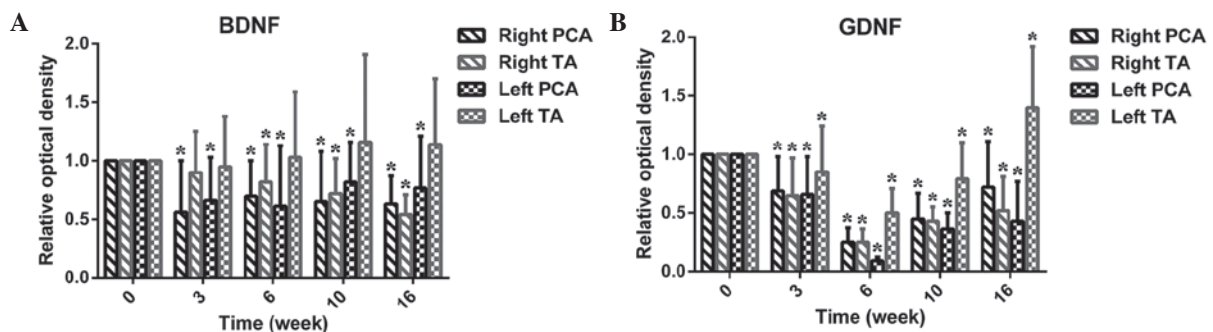 A
BDNF
Relative optical density
2.0
1.5
1.0
0.5
0.0
* * * * * * * * * * * *
0 3 6 10 16
Time (week)
Right PCA
Right TA
Left PCA
Left TA
B
GDNF
Relative optical density
2.0
1.5
1.0
0.5
0.0
* * * * * * * * * * * * * * * *
0 3 6 10 16
Time (week)
Right PCA
Right TA
Left PCA
Left TA